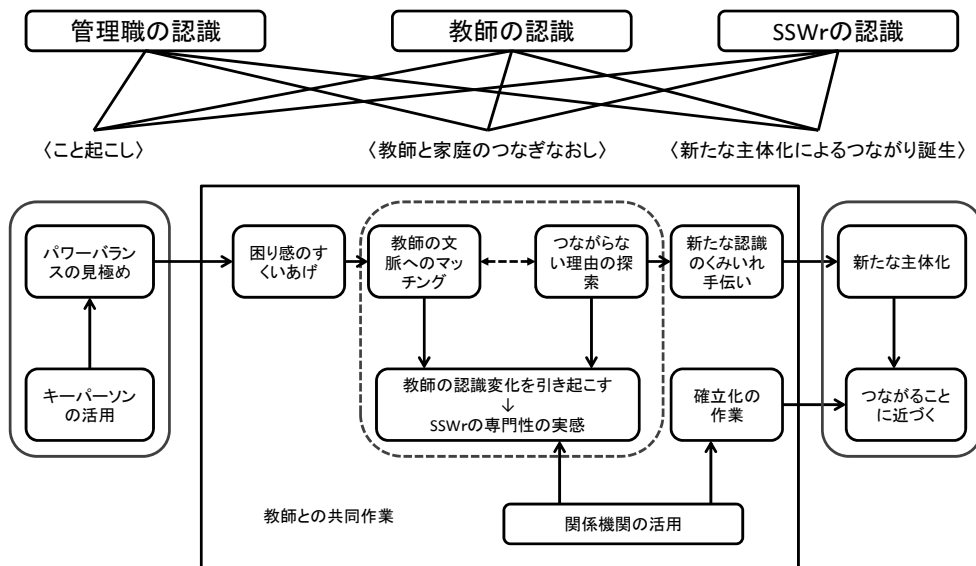 管理職の認識
教師の認識
SSWrの認識
〈こと起こし〉
〈教師と家庭のつなぎなおし〉
〈新たな主体化によるつながり誕生〉
パワーバラン
スの見極め
困り感のす
くいあげ
教師の文
脈へのマッ
チング
つながらな
い理由の探
索
新たな認識
のくみいれ
手伝い
新たな主体化
キーパーソン
の活用
教師の認識変化を引き起こす
↓
SSWrの専門性の実感
確立化の
作業
つながること
に近づく
教師との共同作業
関係機関の活用